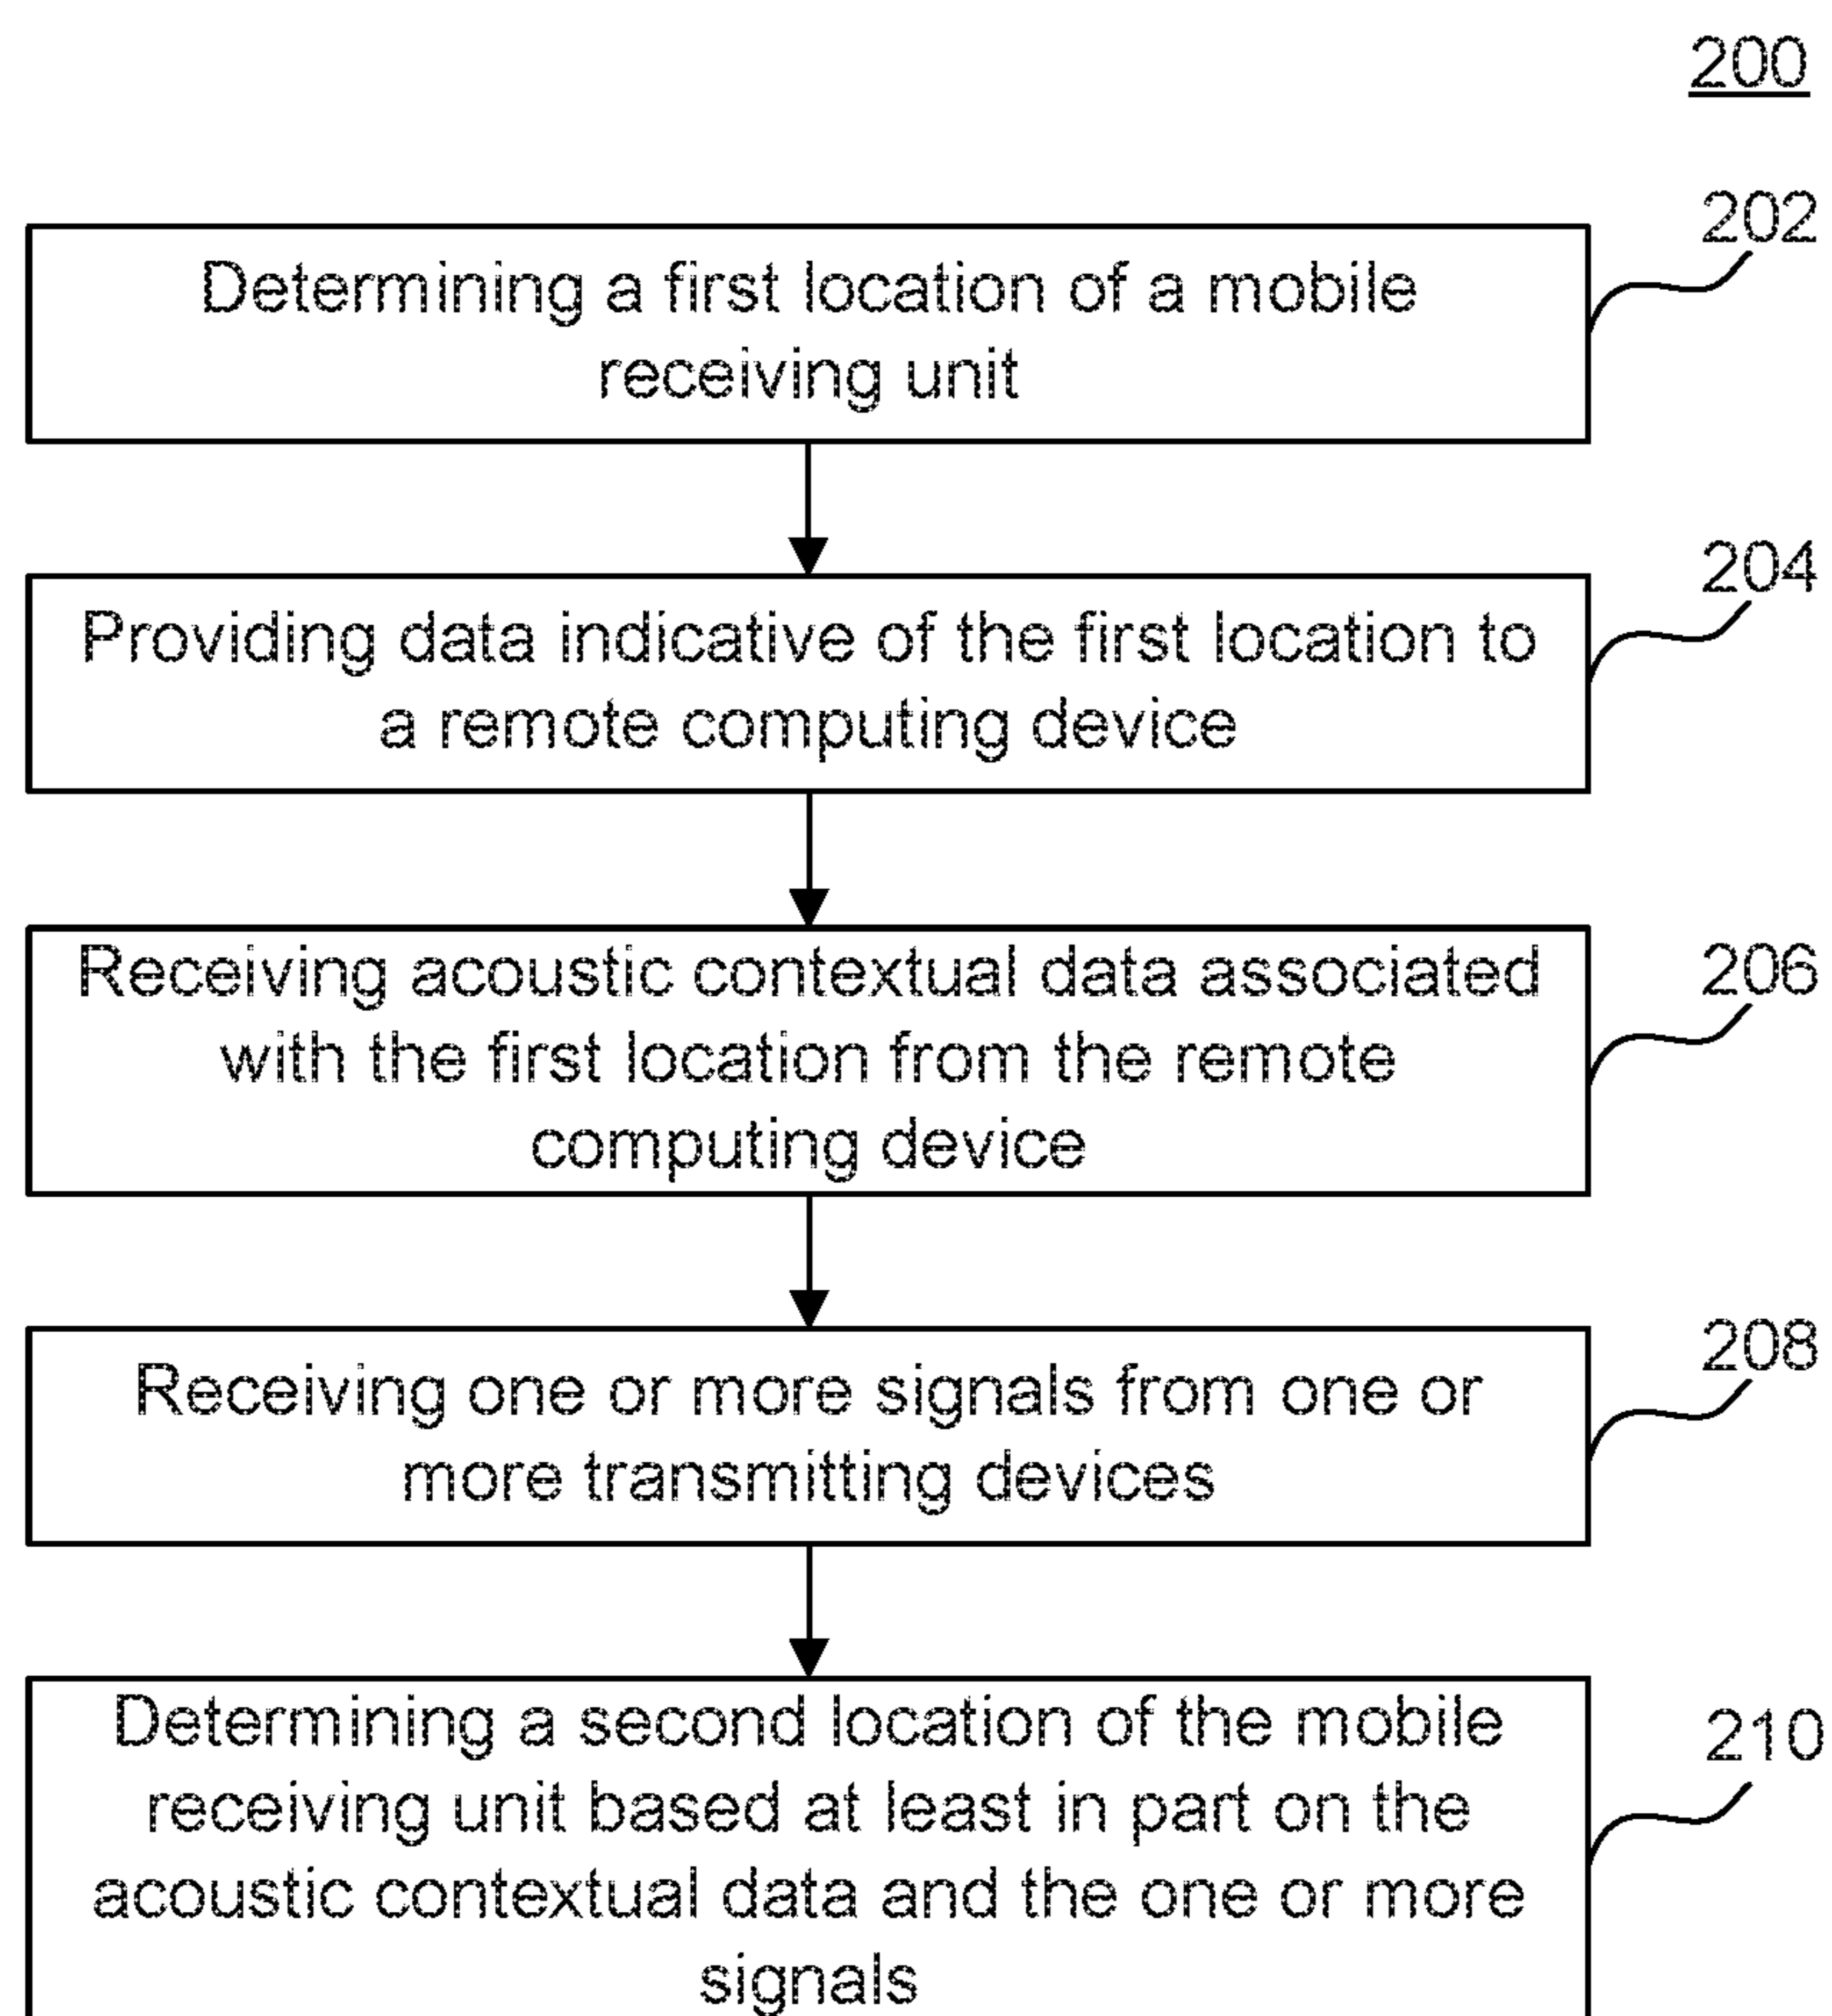 200
202
Determining a first location of a mobile
receiving unit
204
Providing data indicative of the first location to
a remote computing device
206
Receiving acoustic contextual data associated
with the first location from the remote
computing device
208
Receiving one or more signals from one or
more transmitting devices
210
Determining a second location of the mobile
receiving unit based at least in part on the
acoustic contextual data and the one or more
signals